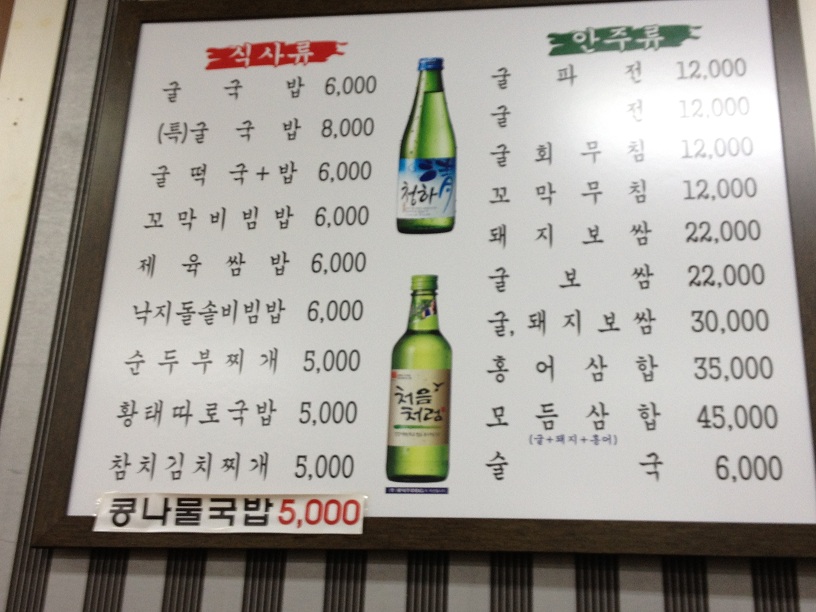 식사류
굴국밥 6,000
(특)굴국밥 8,000
굴떡국+밥 6,000
꼬막비빔밥 6,000
제육쌈밥 6,000
낙지돌솥비빔밥 6,000
순두부찌개 5,000
황태따로국밥 5,000
참치김치찌개 5,000
콩나물국밥 5,000
청하
처음
처럼
안주류
굴파전 12,000
굴전 12,000
굴회무침 12,000
꼬막무침 12,000
돼지보쌈 22,000
굴보쌈 22,000
굴,돼지보쌈 30,000
홍어삼합 35,000
모듬삼합 45,000
(굴+돼지+홍어)
술국 6,000